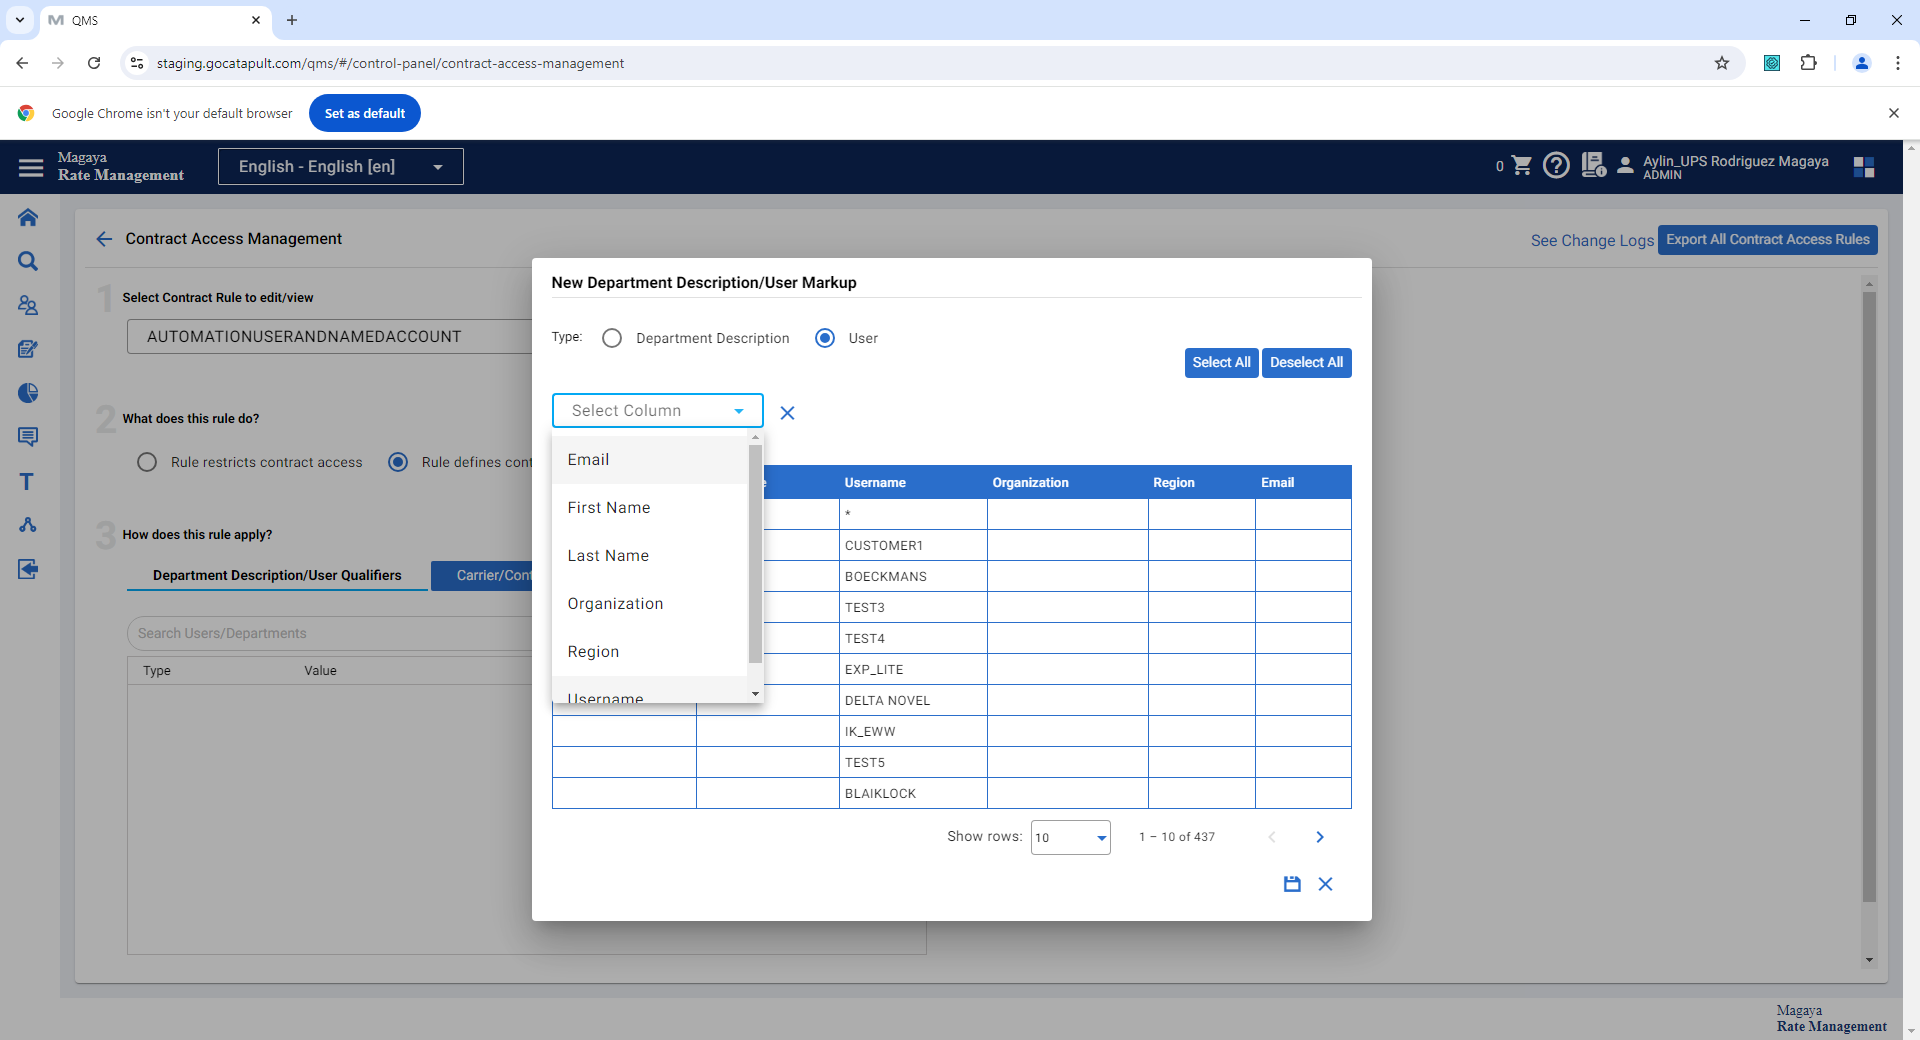 QMS
staging.gocatapult.com/qms/#/control-panel/contract-access-management
Google Chrome isn't your default browser
Set as default
Magaya
Rate Management
English - English [en]
0
Aylin_UPS Rodriguez Magaya
ADMIN
Contract Access Management
See Change Logs
Export All Contract Access Rules
1
Select Contract Rule to edit/view
AUTOMATIONUSERANDNAMEDACCOUNT
2
What does this rule do?
Rule restricts contract access
Rule defines cont
3
How does this rule apply?
Department Description/User Qualifiers
Carrier/Cont
Search Users/Departments
Type
Value
New Department Description/User Markup
Type:
Department Description
User
Select All
Deselect All
Select Column
Email
First Name
Last Name
Organization
Region
Username
e
Username
Organization
Region
Email
*
CUSTOMER1
BOECKMANS
TEST3
TEST4
EXP_LITE
DELTA NOVEL
IK_EWW
TEST5
BLAIKLOCK
Show rows:
10
1 – 10 of 437
Magaya
Rate Management